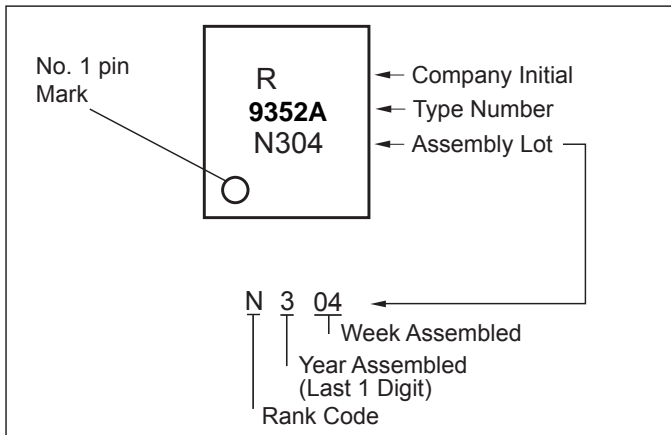 No. 1 pin
Mark
R
9352A
N304
Company Initial
Type Number
Assembly Lot
N 3 04
Week Assembled
Year Assembled
(Last 1 Digit)
Rank Code